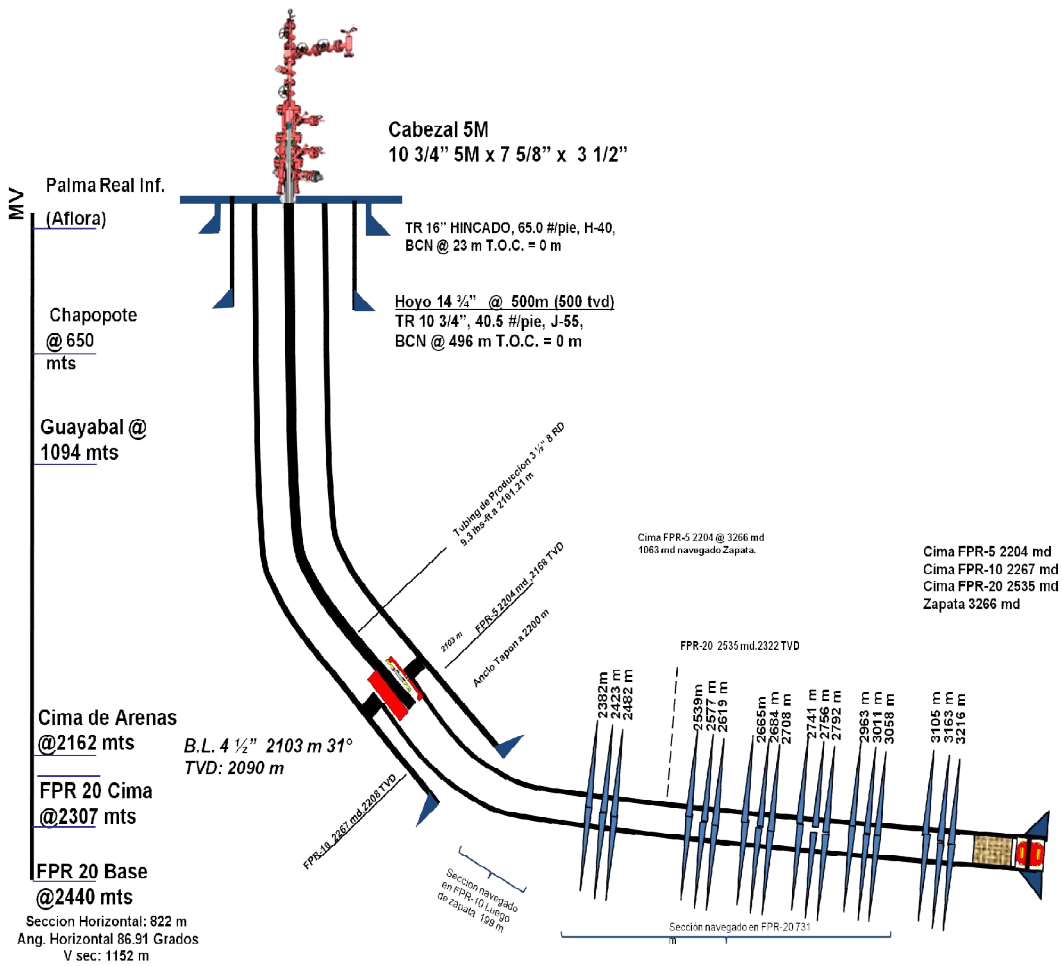 Cabezal 5M
10 3/4” 5M x 7 5/8” x 3 1/2”
MV
Palma Real Inf.
(Aflora)
TR 16” HINCADO, 65.0 #/pie, H-40,
BCN @ 23 m T.O.C. = 0 m
Hoyo 14 ¾” @ 500m (500 tvd)
TR 10 3/4”, 40.5 #/pie, J-55,
BCN @ 496 m T.O.C. = 0 m
Chapopote
@ 650
mts
Guayabal @
1094 mts
Tubing de Produccion 3 ½” 8 RD
9.3 lbs-ft a 2101.21 m
2103 m
FPR-5 2204 md, 2168 TVD
Anclo Tapon a 2200 m
Cima FPR-5 2204 @ 3266 md
1063 md navegado Zapata.
Cima FPR-5 2204 md
Cima FPR-10 2267 md
Cima FPR-20 2535 md
Zapata 3266 md
FPR-20 2535 md.2322 TVD
2382 m
2423 m
2482 m
2539 m
2577 m
2619 m
2665 m
2684 m
2708 m
2741 m
2756 m
2792 m
2963 m
3011 m
3058 m
3105 m
3163 m
3216 m
Cima de Arenas
@2162 mts
B.L. 4 ½” 2103 m 31°
TVD: 2090 m
FPR 20 Cima
@2307
mts
FPR-10 2267 md, 2208 TVD
FPR 20 Base
@2440 mts
Seccion Horizontal: 822 m
Ang. Horizontal 86.91 Grados
V sec: 1152 m
Seccion navegado
en FPR-10 Luego
de zapata 199 m
Sección navegado en FPR-20 731
m